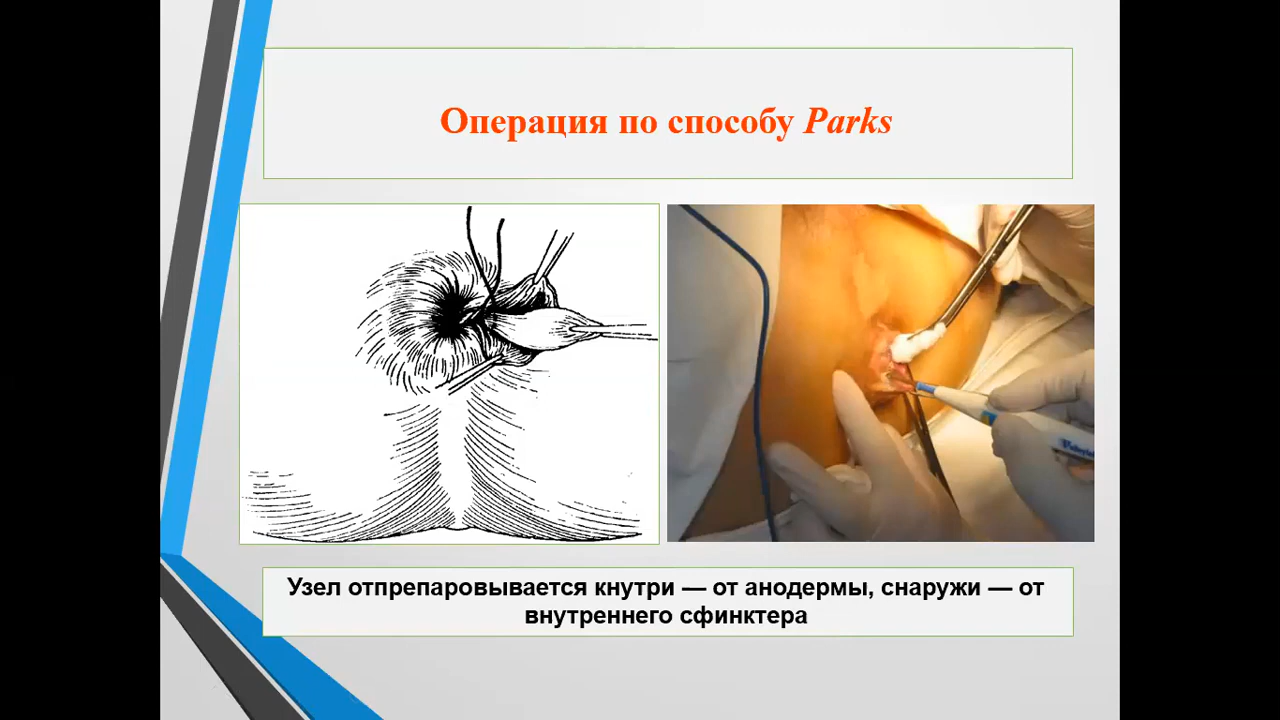 Операция по способу Parks
Узел отпрепаровывается кнутри — от анодермы, снаружи — от
внутреннего сфинктера